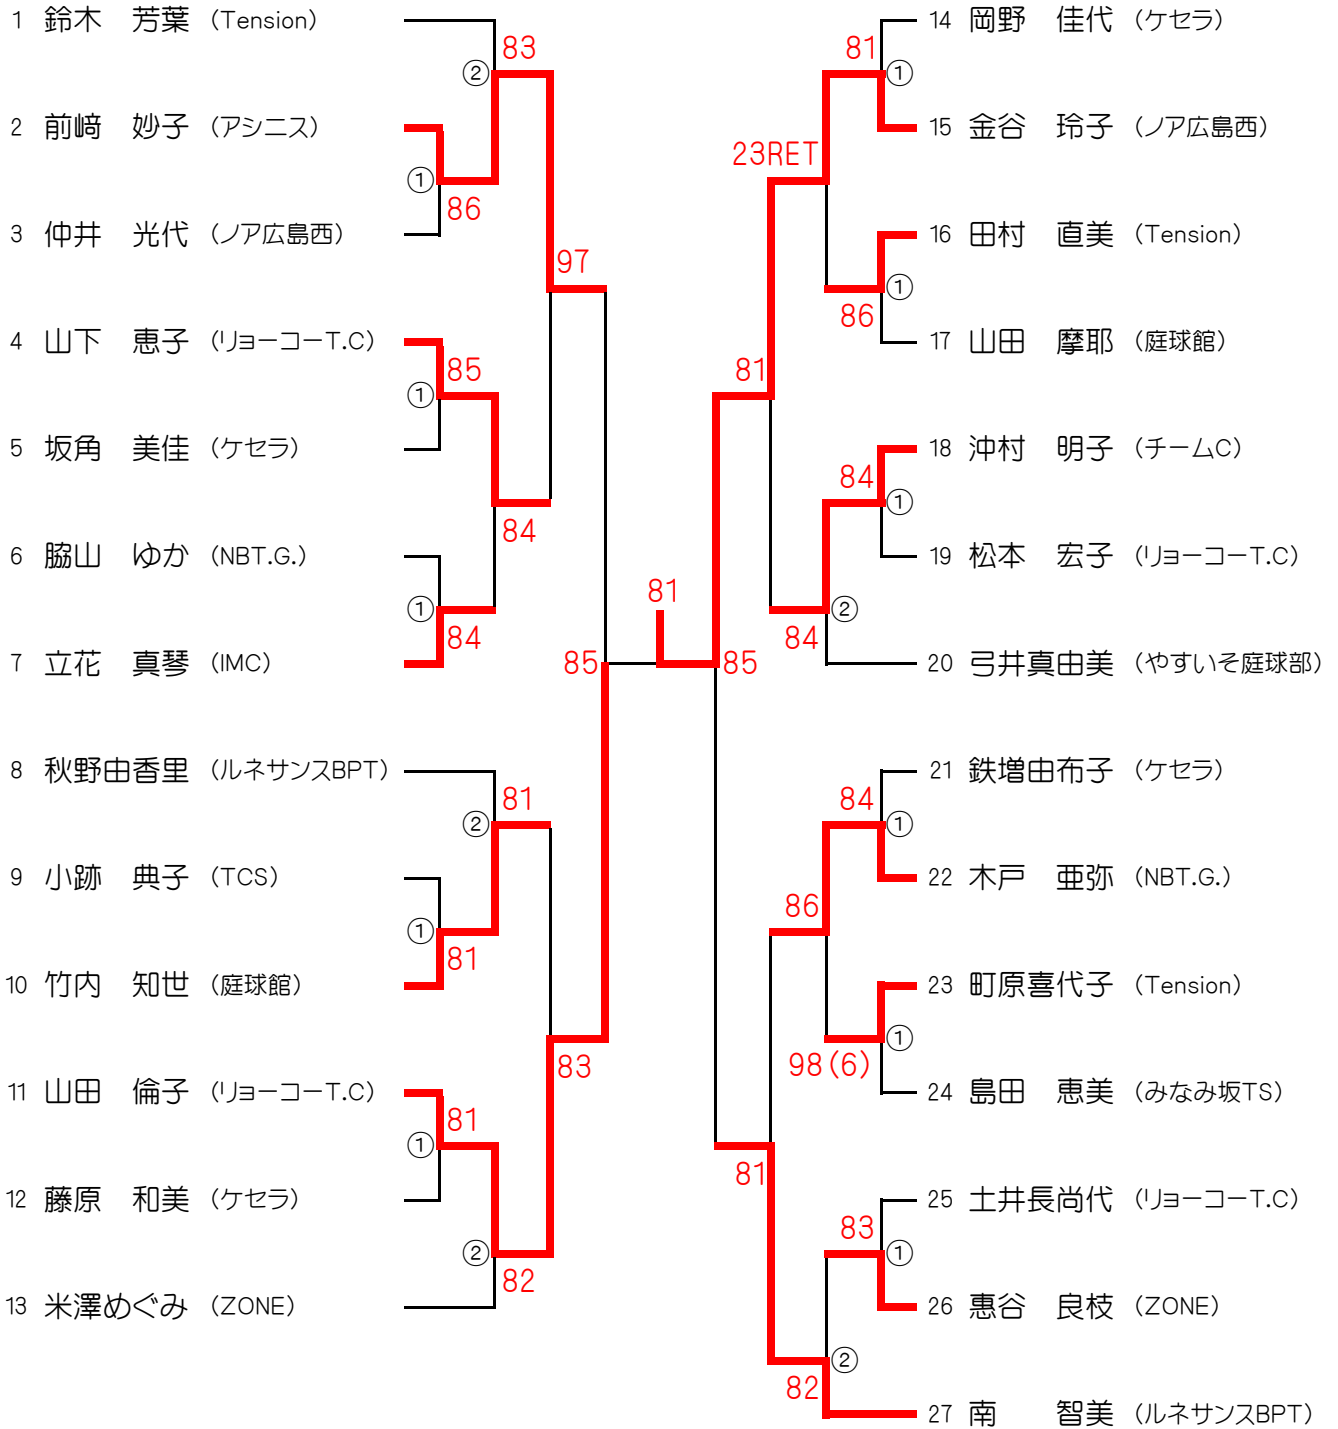 1 鈴木 芳葉 (Tension)
83
②
2 前﨑 妙子 (アシニス)
①
86
3 仲井 光代 (ノア広島西)
97
4 山下 恵子 (リョーコーT.C)
85
①
5 坂角 美佳 (ケセラ)
84
6 脇山 ゆか (NBT.G.)
①
84
7 立花 真琴 (IMC)
85
8 秋野由香里 (ルネサンスBPT)
81
②
9 小跡 典子 (TCS)
①
81
10 竹内 知世 (庭球館)
83
11 山田 倫子 (リョーコーT.C)
81
①
12 藤原 和美 (ケセラ)
②
82
13 米澤めぐみ (ZONE)
81
14 岡野 佳代 (ケセラ)
81
①
15 金谷 玲子 (ノア広島西)
23RET
16 田村 直美 (Tension)
①
86
17 山田 摩耶 (庭球館)
81
18 沖村 明子 (チームC)
84
①
19 松本 宏子 (リョーコーT.C)
②
84
20 弓井真由美 (やすいそ庭球部)
85
21 鉄増由布子 (ケセラ)
84
①
22 木戸 亜弥 (NBT.G.)
86
23 町原喜代子 (Tension)
①
98(6)
24 島田 恵美 (みなみ坂TS)
81
25 土井長尚代 (リョーコーT.C)
83
①
26 惠谷 良枝 (ZONE)
②
82
27 南 智美 (ルネサンスBPT)